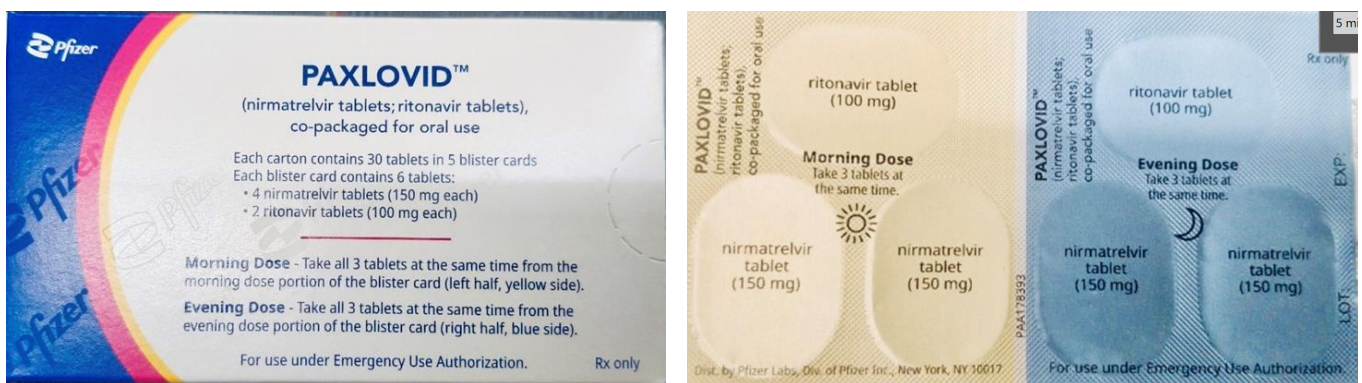 Pfizer
PAXLOVID™
(nirmatrelvir tablets; ritonavir tablets),
co-packaged for oral use
Each carton contains 30 tablets in 5 blister cards
Each blister card contains 6 tablets:
• 4 nirmatrelvir tablets (150 mg each)
• 2 ritonavir tablets (100 mg each)
Morning Dose - Take all 3 tablets at the same time from the
morning dose portion of the blister card (left half, yellow side).
Evening Dose - Take all 3 tablets at the same time from the
evening dose portion of the blister card (right half, blue side).
For use under Emergency Use Authorization.
Rx only
Pfizer
Pfizer
Pfizer
PAXLOVID™
(nirmatrelvir tablets;
ritonavir tablets),
co-packaged for oral use
ritonavir tablet
(100 mg)
Morning Dose
Take 3 tablets at
the same time.
nirmatrelvir
tablet
(150 mg)
nirmatrelvir
tablet
(150 mg)
PAA178393
Dist. by Pfizer Labs, Div. of Pfizer Inc., New York, NY 10017
5 mi
Rx only
PAXLOVID™
(nirmatrelvir tablets;
ritonavir tablets),
co-packaged for oral use
ritonavir tablet
(100 mg)
Evening Dose
Take 3 tablets at
the same time.
nirmatrelvir
tablet
(150 mg)
nirmatrelvir
tablet
(150 mg)
EXP:
LOT:
For use under Emergency Use Authorization.